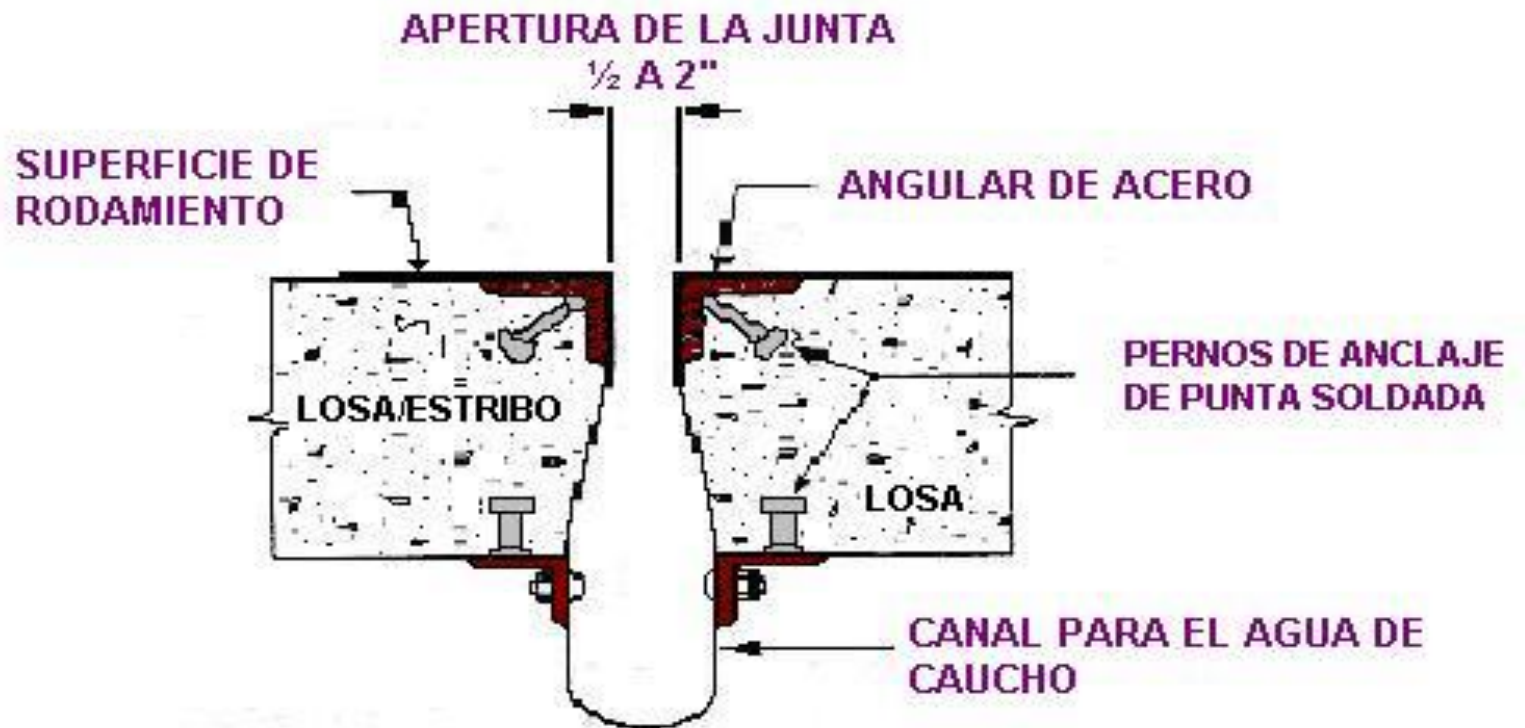 APERTURA DE LA JUNTA
½ A 2"
SUPERFICIE DE
RODAMIENTO
ANGULAR DE ACERO
PERNOS DE ANCLAJE
DE PUNTA SOLDADA
LOSA/ESTRIBO
LOSA
CANAL PARA EL AGUA DE
CAUCHO